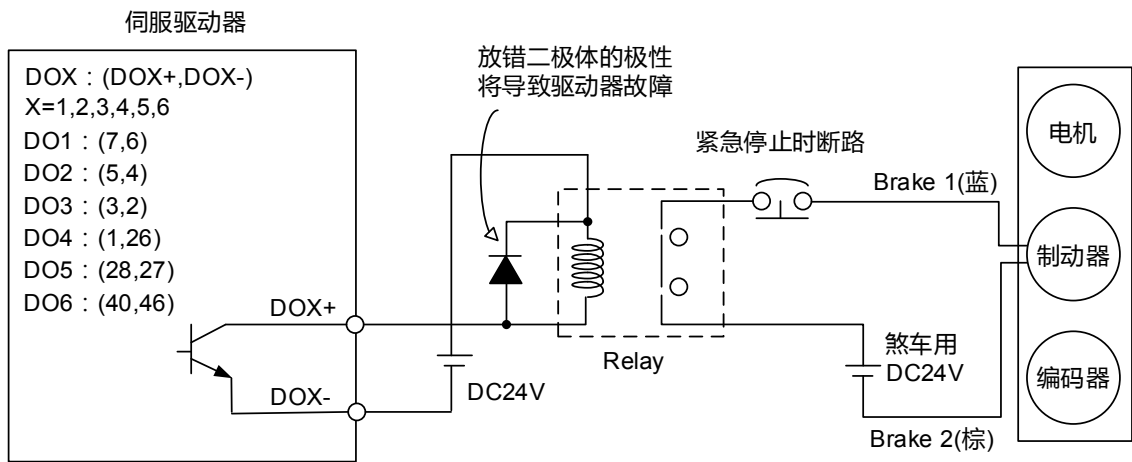 伺服驱动器
DOX : (DOX+,DOX-)
X=1,2,3,4,5,6
DO1 : (7,6)
DO2 : (5,4)
DO3 : (3,2)
DO4 : (1,26)
DO5 : (28,27)
DO6 : (40,46)
DOX+
DOX-
放错二极体的极性
将导致驱动器故障
DC24V
Relay
紧急停止时断路
Brake 1(蓝)
煞车用
DC24V
Brake 2(棕)
电机
制动器
编码器